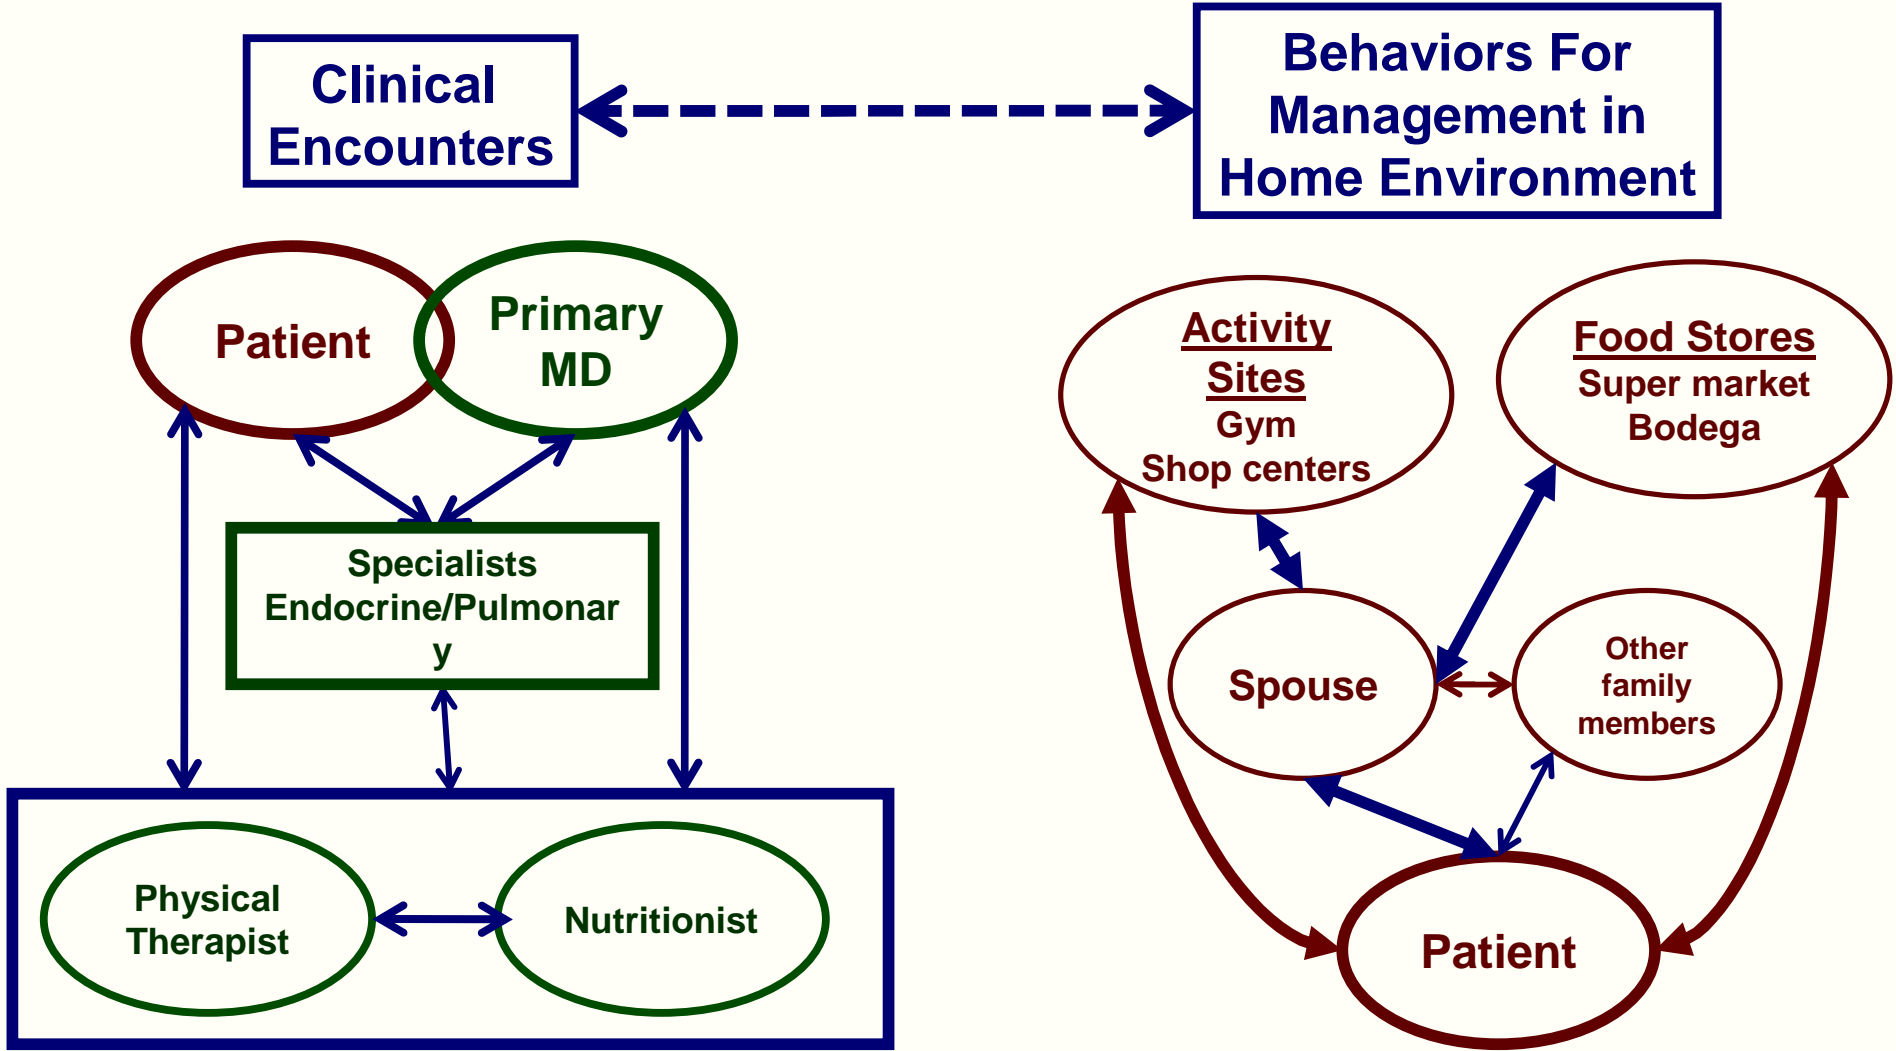 Clinical
Encounters
Behaviors For
Management in
Home Environment
Patient
Primary
MD
Specialists
Endocrine/Pulmonar
y
Physical
Therapist
Nutritionist
Activity
Sites
Gym
Shop centers
Food Stores
Super market
Bodega
Spouse
Other
family
members
Patient